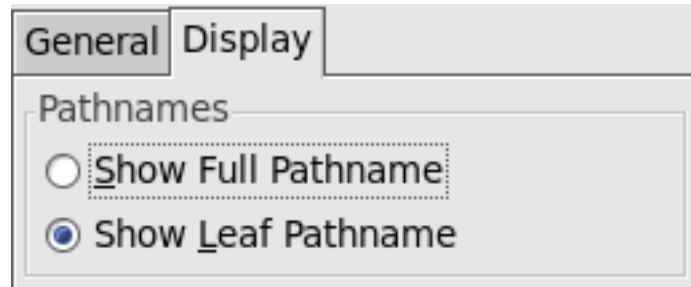 General Display
Pathnames
Show Full Pathname
Show Leaf Pathname